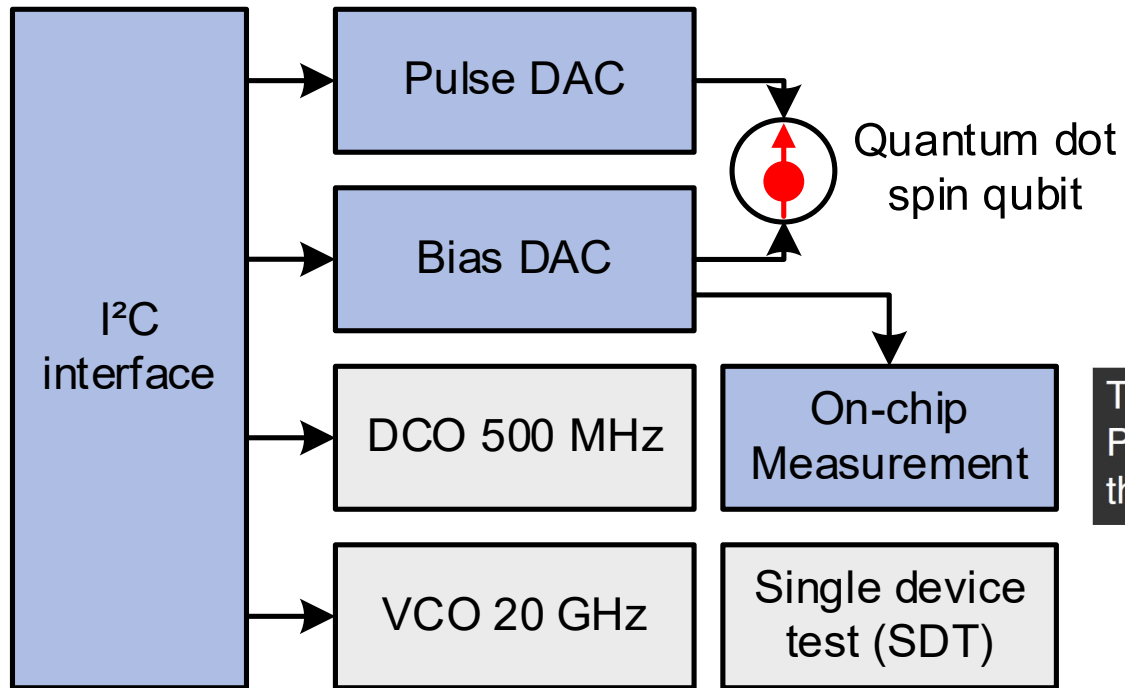 I²C
interface
Pulse DAC
Bias DAC
DCO 500 MHz
VCO 20 GHz
Quantum dot
spin qubit
On-chip
Measurement
Single device
test (SDT)